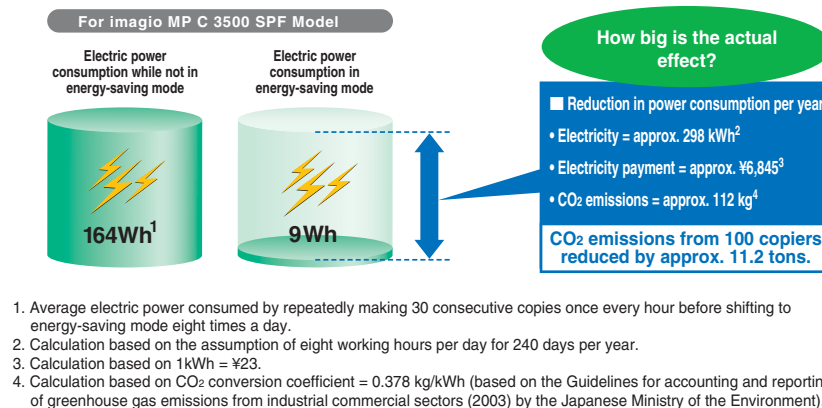 For imagio MP C 3500 SPF Model
Electric power
consumption while not in
energy-saving mode
Electric power
consumption in
energy-saving mode
164Wh1
9Wh
How big is the actual
effect?
■ Reduction in power consumption per year
• Electricity = approx. 298 kWh2
• Electricity payment = approx. ¥6,8453
• CO2 emissions = approx. 112 kg4
CO2 emissions from 100 copiers
reduced by approx. 11.2 tons.
1. Average electric power consumed by repeatedly making 30 consecutive copies once every hour before shifting to
energy-saving mode eight times a day.
2. Calculation based on the assumption of eight working hours per day for 240 days per year.
3. Calculation based on 1kWh = ¥23.
4. Calculation based on CO2 conversion coefficient = 0.378 kg/kWh (based on the Guidelines for accounting and reportin
of greenhouse gas emissions from industrial commercial sectors (2003) by the Japanese Ministry of the Environment)